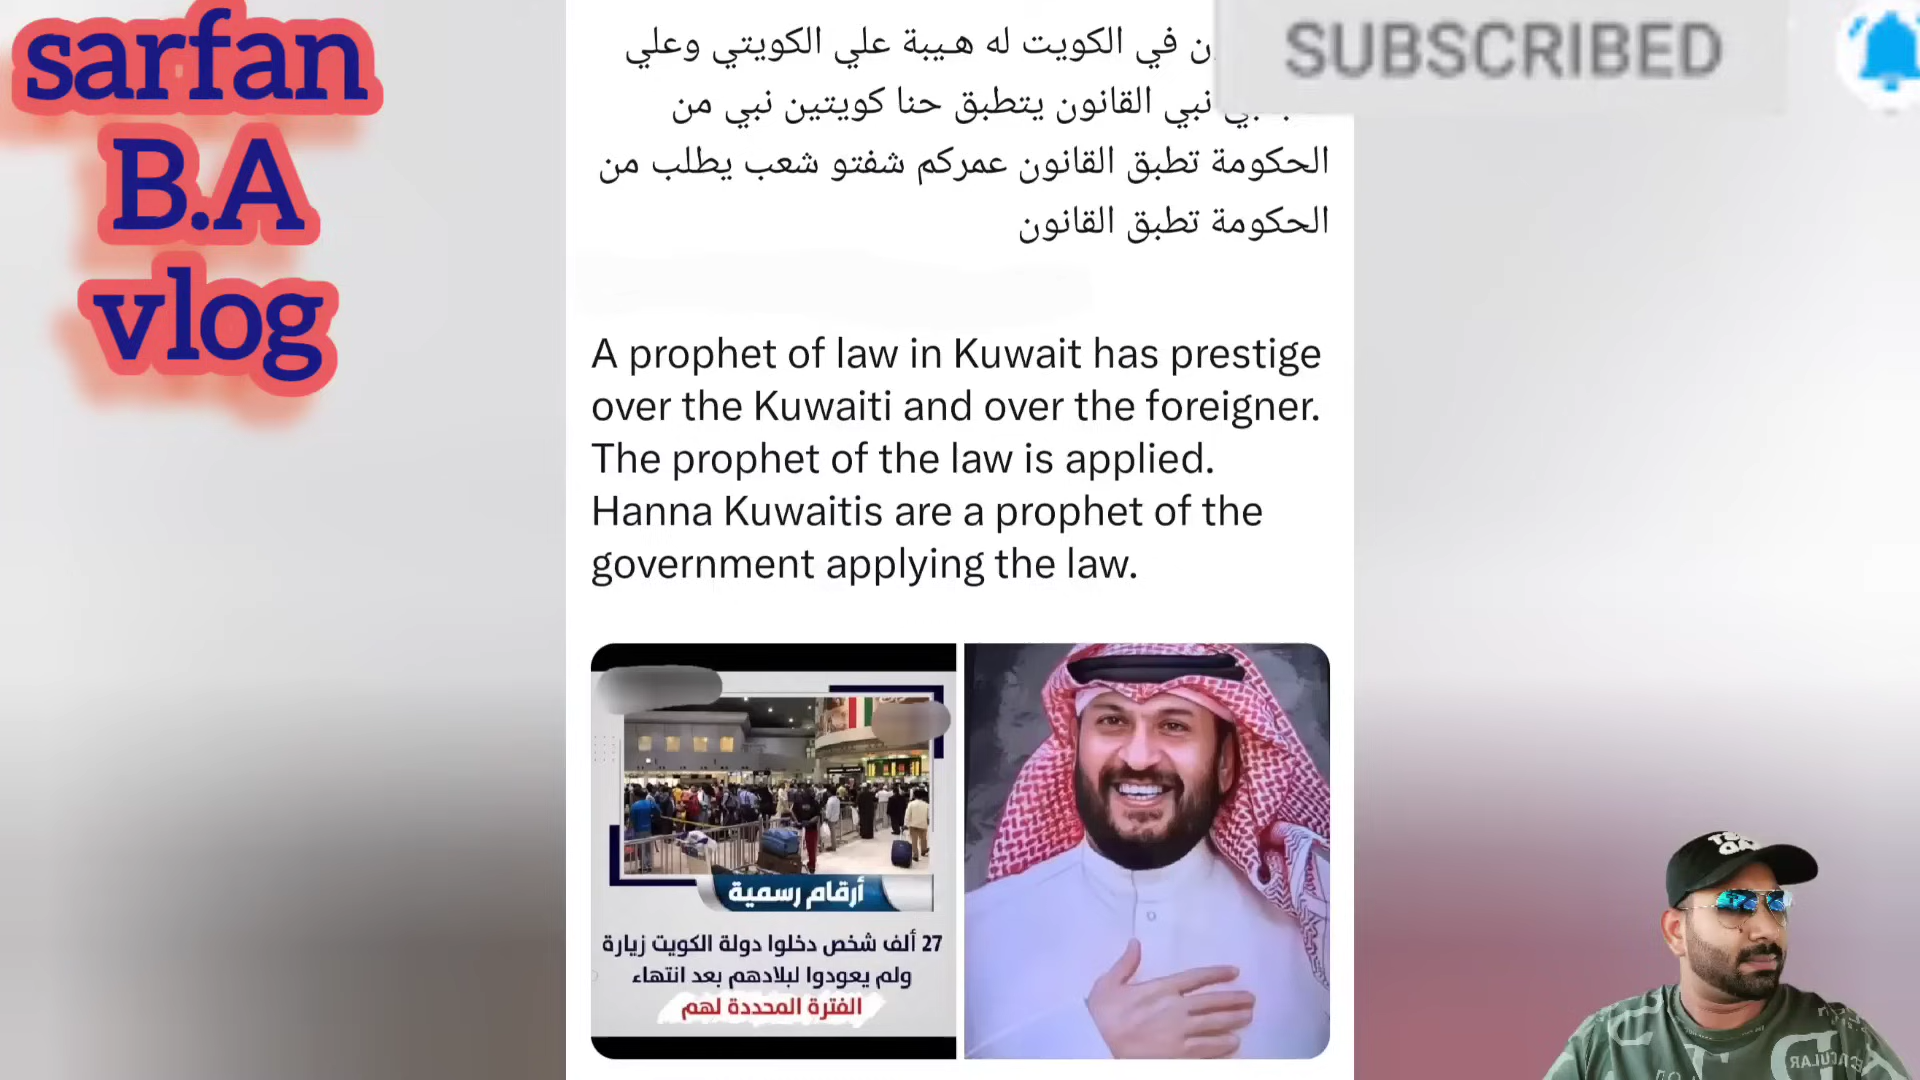 sarfan
B.A
vlog
SUBSCRIBED
في الكويت له هيبة علي الكويتي وعلي
نبي القانون يتطبق حنا كويتين نبي من
الحكومة تطبق القانون عمركم شفتو شعب يطلب من
الحكومة تطبق القانون
A prophet of law in Kuwait has prestige
over the Kuwaiti and over the foreigner.
The prophet of the law is applied.
Hanna Kuwaitis are a prophet of the
government applying the law.
أرقام رسمية
27 ألف شخص دخلوا دولة الكويت زيارة
ولم يعودوا لبلادهم بعد انتهاء
الفترة المحددة لهم